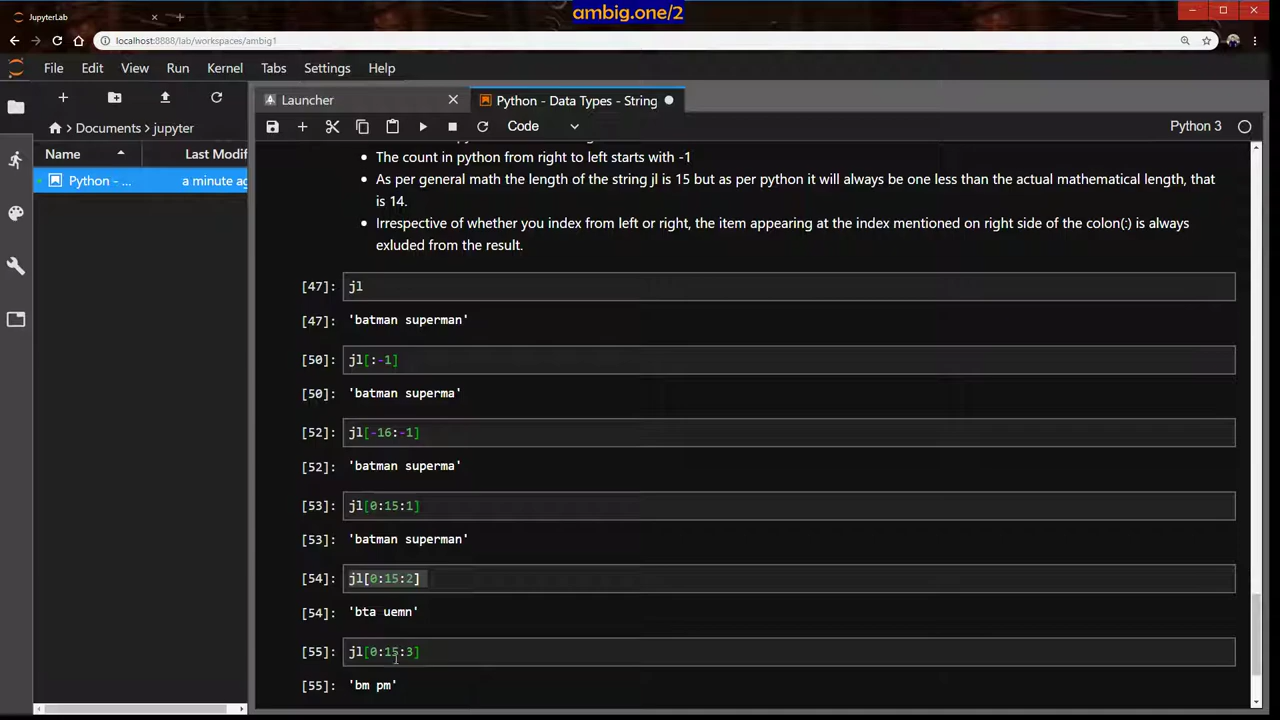 ambig.one/2
JupyterLab
localhost:8888/lab/workspaces/ambig1
File Edit View Run Kernel Tabs Settings Help
Launcher
Python - Data Types - String
Code
Python 3
Documents > jupyter
Name
Last Modif
Python - ...
a minute ag
• The count in python from right to left starts with -1
• As per general math the length of the string jl is 15 but as per python it will always be one less than the actual mathematical length, that
is 14.
• Irrespective of whether you index from left or right, the item appearing at the index mentioned on right side of the colon(:) is always
exluded from the result.
[47]: jl
[47]: 'batman superman'
[50]: jl[:-1]
[50]: 'batman superma'
[52]: jl[-16:-1]
[52]: 'batman superma'
[53]: jl[0:15:1]
[53]: 'batman superman'
[54]: jl[0:15:2]
[54]: 'bta uemn'
[55]: jl[0:15:3]
[55]: 'bm pm'